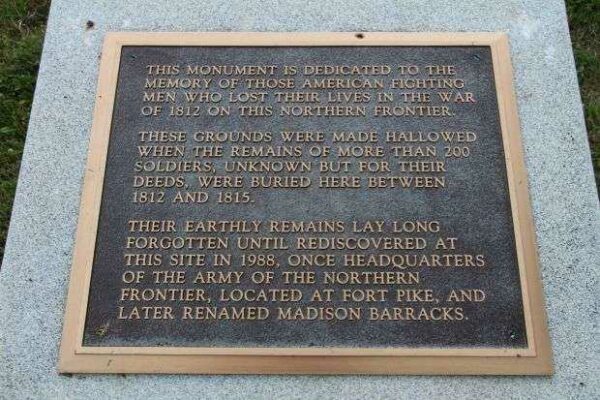 THIS MONUMENT IS DEDICATED TO THE
MEMORY OF THOSE AMERICAN FIGHTING
MEN WHO LOST THEIR LIVES IN THE WAR
OF 1812 ON THIS NORTHERN FRONTIER.
THESE GROUNDS WERE MADE HALLOWED
WHEN THE REMAINS OF MORE THAN 200
SOLDIERS, UNKNOWN BUT FOR THEIR
DEEDS, WERE BURIED HERE BETWEEN
1812 AND 1815.
THEIR EARTHLY REMAINS LAY LONG
FORGOTTEN UNTIL REDISCOVERED AT
THIS SITE IN 1988, ONCE HEADQUARTERS
OF THE ARMY OF THE NORTHERN
FRONTIER, LOCATED AT FORT PIKE, AND
LATER RENAMED MADISON BARRACKS.